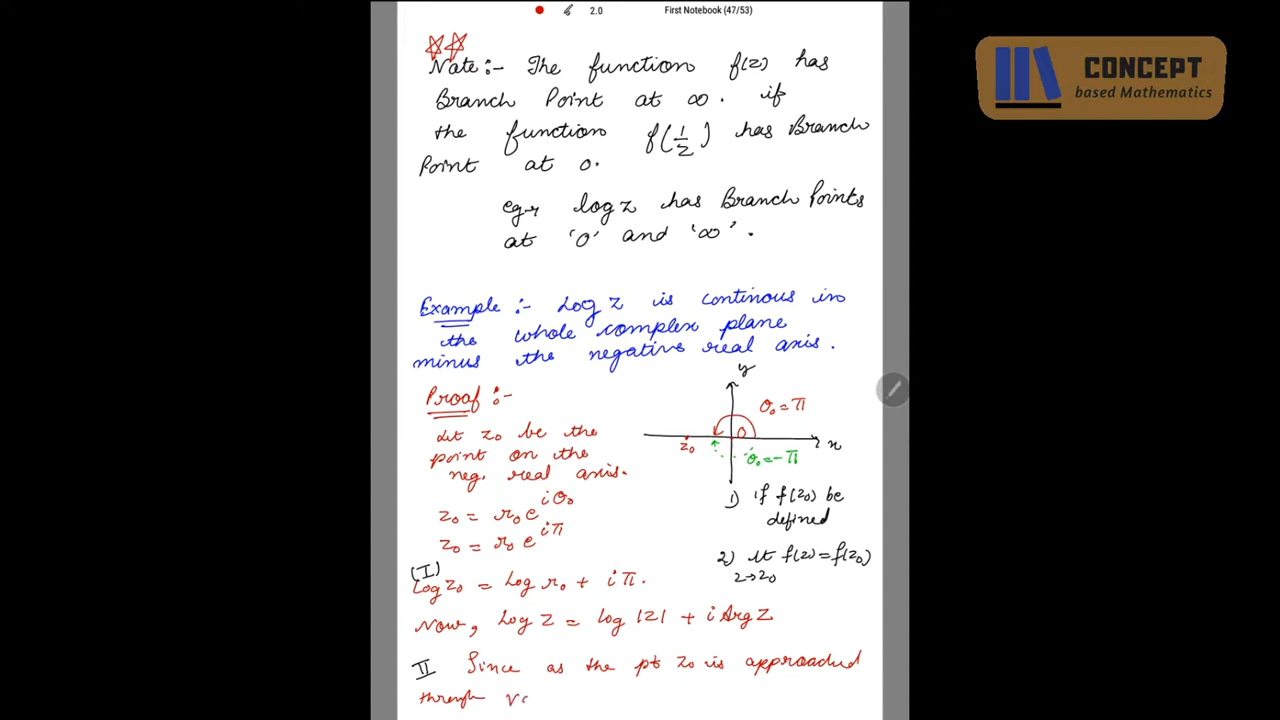 2.0
First Notebook (47/53)
CONCEPT
based Mathematics
Note :- The function f(z) has
Branch Point at ∞. if
the function f(1/z) has Branch
Point at 0.
eg→ log z has Branch Points
at '0' and '∞'.
Example :- Log z is continous in
the whole complex plane
minus the negative real axis.
Proof :-
Let z₀ be the
point on the
neg. real axis.
z₀ = r₀ e^{iθ₀}
z₀ = r₀ e^{iπ}
y
θ₀ = π
0
z₀
x
θ₀ = -π
1) if f(z₀) be
defined
2) lt f(z) = f(z₀)
z→z₀
(I)
Log z₀ = Log r₀ + iπ.
Now, Log z = log |z| + i Arg z
II Since as the pt z₀ is approached
through